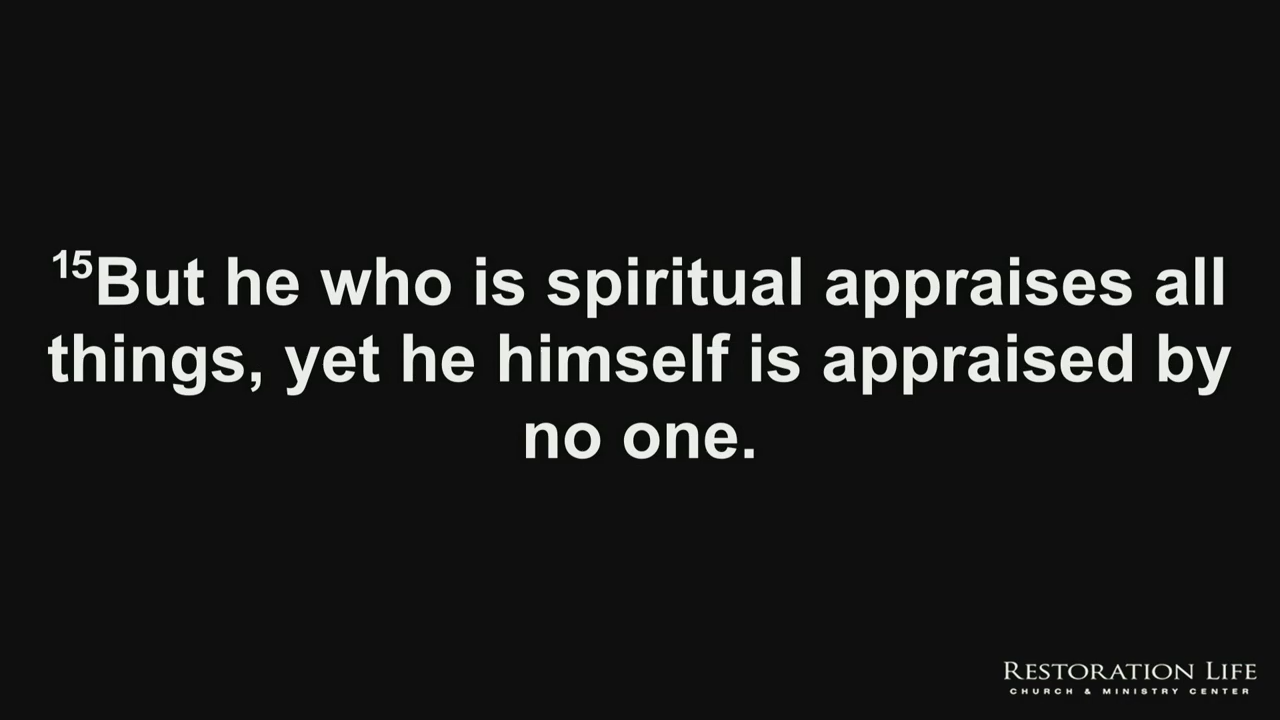 ¹⁵But he who is spiritual appraises all
things, yet he himself is appraised by
no one.
RESTORATION LIFE
CHURCH & MINISTRY CENTER